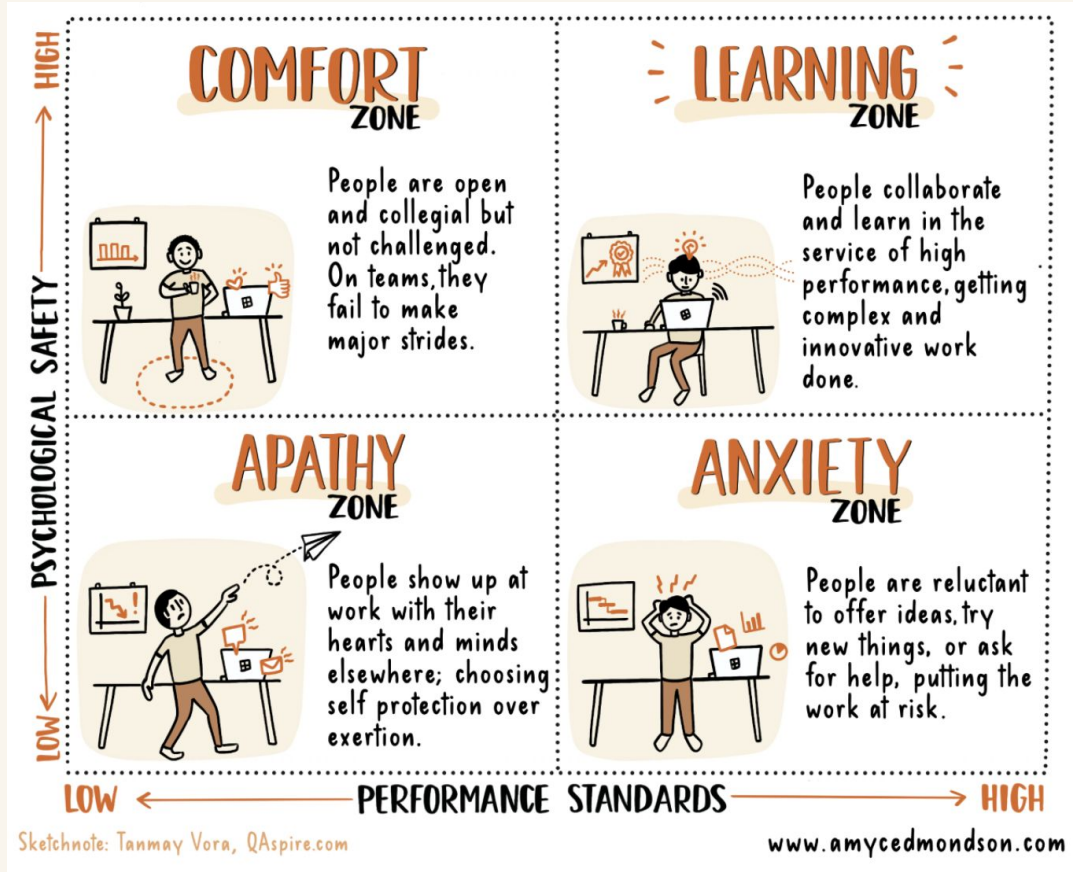 HIGH
PSYCHOLOGICAL SAFETY
LOW
COMFORT
ZONE
People are open
and collegial but
not challenged.
On teams, they
fail to make
major strides.
LEARNING
ZONE
People collaborate
and learn in the
service of high
performance, getting
complex and
innovative work
done.
APATHY
ZONE
People show up at
work with their
hearts and minds
elsewhere; choosing
self protection over
exertion.
ANXIETY
ZONE
People are reluctant
to offer ideas, try
new things, or ask
for help, putting the
work at risk.
LOW
PERFORMANCE STANDARDS
HIGH
Sketchnote: Tanmay Vora, QAspire.com
www.amycedmondson.com